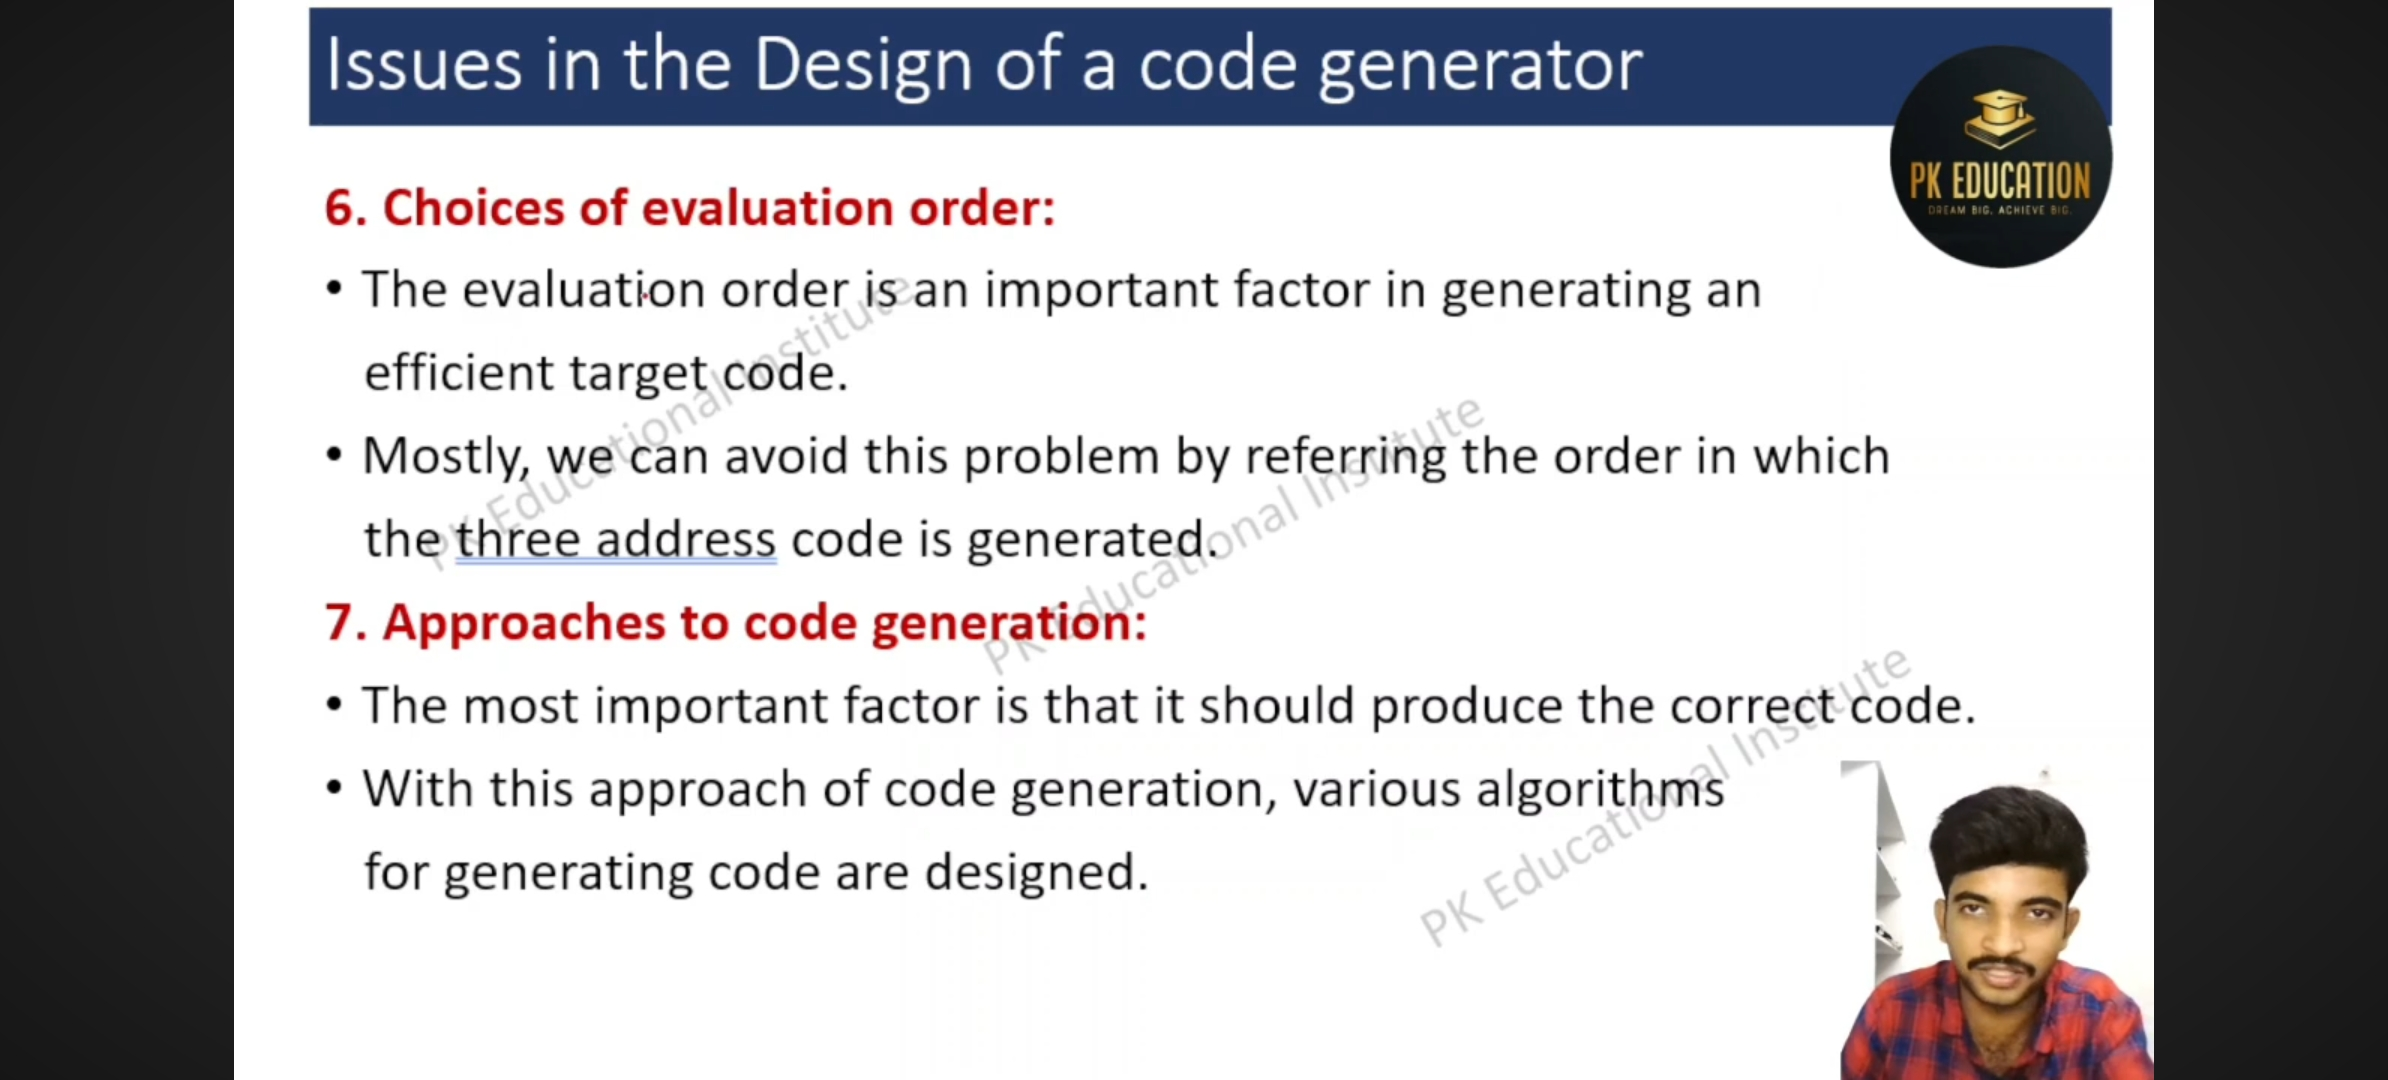 Issues in the Design of a code generator
PK EDUCATION
DREAM BIG. ACHIEVE BIG.
6. Choices of evaluation order:
• The evaluation order is an important factor in generating an
efficient target code.
• Mostly, we can avoid this problem by referring the order in which
the three address code is generated.
7. Approaches to code generation:
• The most important factor is that it should produce the correct code.
• With this approach of code generation, various algorithms
for generating code are designed.
PK Educational Institute
PK Educational Institute
PK Educational Institute